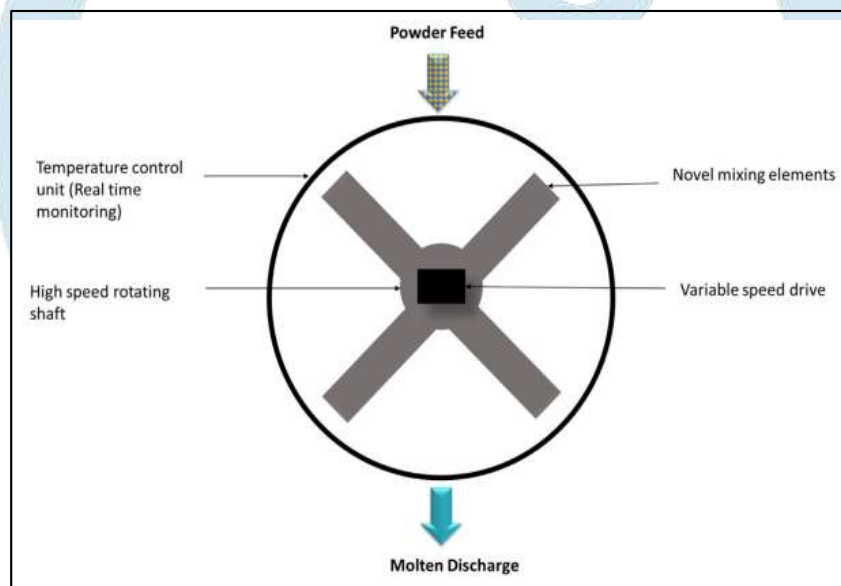 Powder Feed
Temperature control
unit (Real time
monitoring)
Novel mixing elements
High speed rotating
shaft
Variable speed drive
Molten Discharge